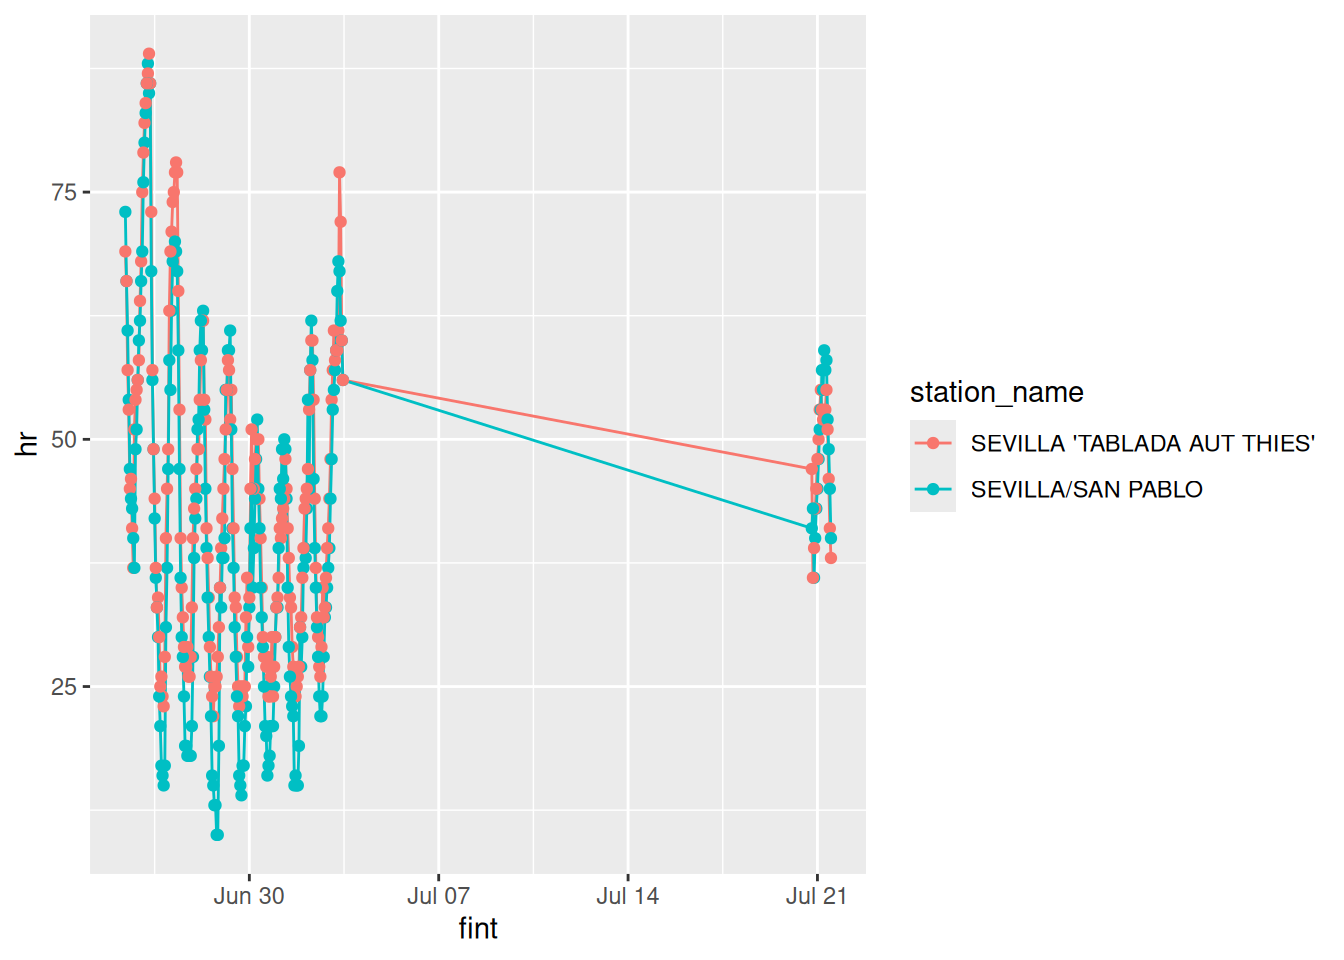 75
50
25
hr
Jun 30
Jul 07
Jul 14
Jul 21
fint
station_name
SEVILLA 'TABLADA AUT THIES'
SEVILLA/SAN PABLO